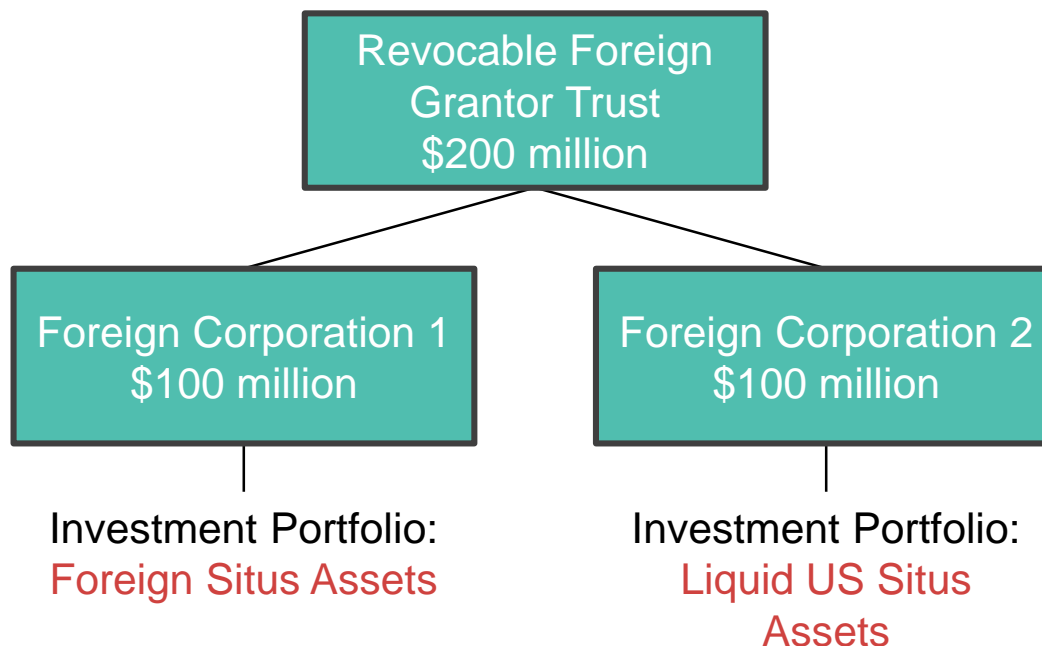 Revocable Foreign
Grantor Trust
$200 million
Foreign Corporation 1
$100 million
Foreign Corporation 2
$100 million
Investment Portfolio:
Foreign Situs Assets
Investment Portfolio:
Liquid US Situs
Assets